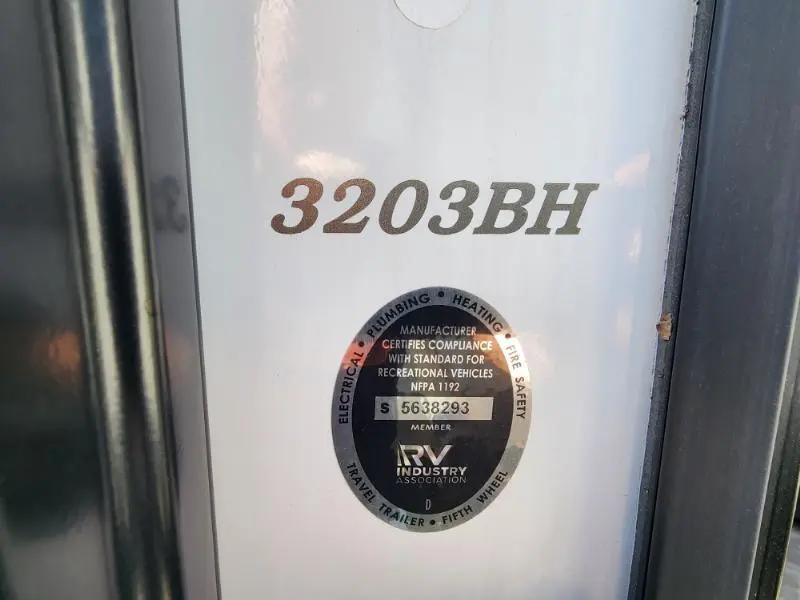 3203BH
ELECTRICAL • PLUMBING • HEATING • FIRE SAFETY
MANUFACTURER
CERTIFIES COMPLIANCE
WITH STANDARD FOR
RECREATIONAL VEHICLES
NFPA 1192
S 5638293
MEMBER
RV
INDUSTRY
ASSOCIATION
D
TRAVEL TRAILER • FIFTH WHEEL